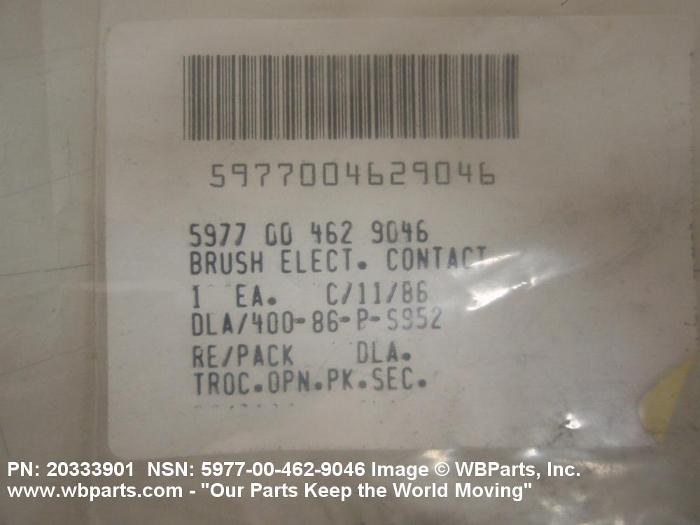 5977004629046
5977 00 462 9046
BRUSH ELECT. CONTACT
1 EA. C/11/86
DLA/400-86-P-S952
RE/PACK DLA.
TROC.OPN.PK.SEC.
PN: 20333901 NSN: 5977-00-462-9046 Image © WBParts, Inc.
www.wbparts.com - "Our Parts Keep the World Moving"